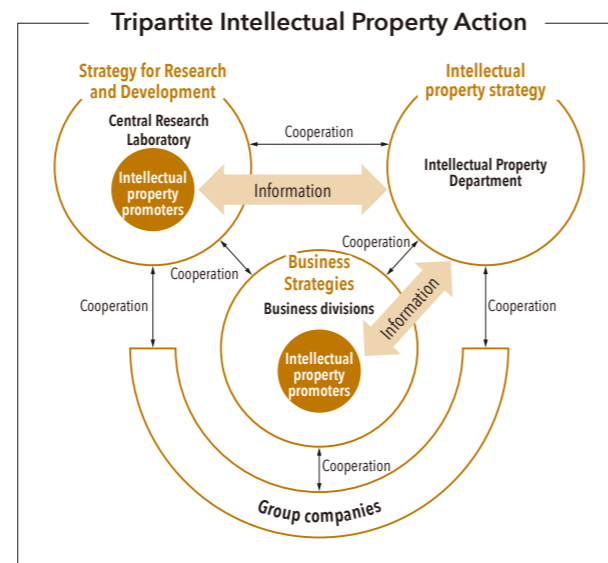 Tripartite Intellectual Property Action
Strategy for Research
and Development
Central Research
Laboratory
Intellectual
property
promoters
Cooperation
Information
Intellectual
property strategy
Intellectual Property
Department
Cooperation
Cooperation
Business
Strategies
Business divisions
Intellectual
property
promoters
Information
Cooperation
Cooperation
Cooperation
Group companies